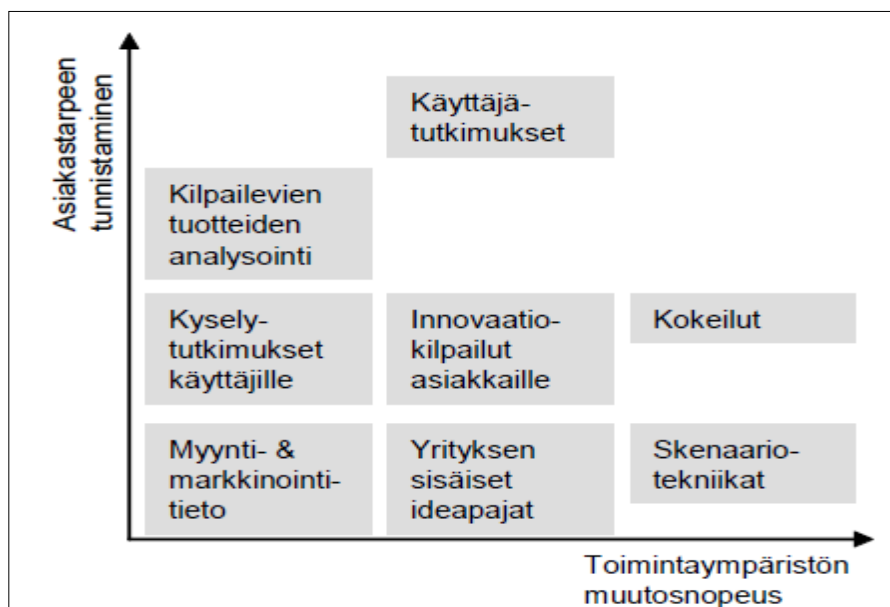 Asiakastarpeen
tunnistaminen
Käyttäjä-
tutkimukset
Kilpailevien
tuotteiden
analysointi
Kysely-
tutkimukset
käyttäjille
Innovaatio-
kilpailut
asiakkaille
Kokeilut
Myynti- &
markkinointi-
tieto
Yrityksen
sisäiset
ideapajat
Skenaario-
tekniikat
Toimintaympäristön
muutosnopeus